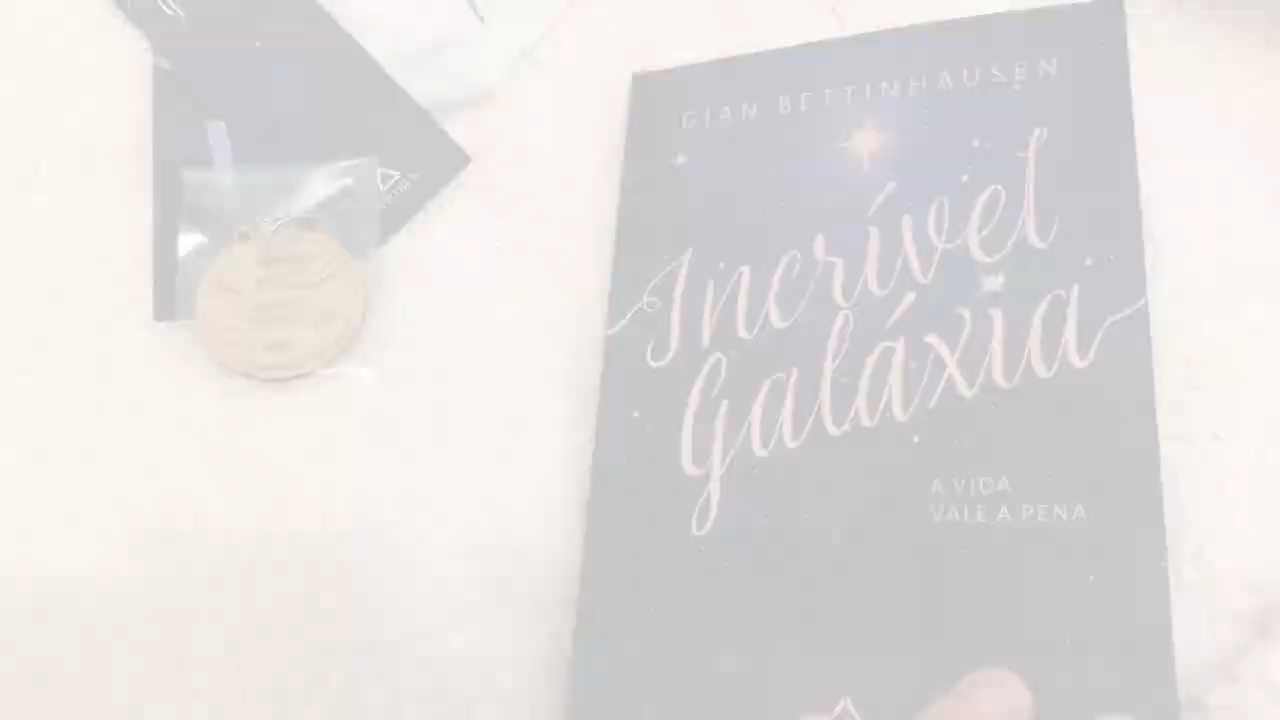 GIAN BETTINHAUSEN
Incrível
Galáxia
A VIDA
VALE A PENA